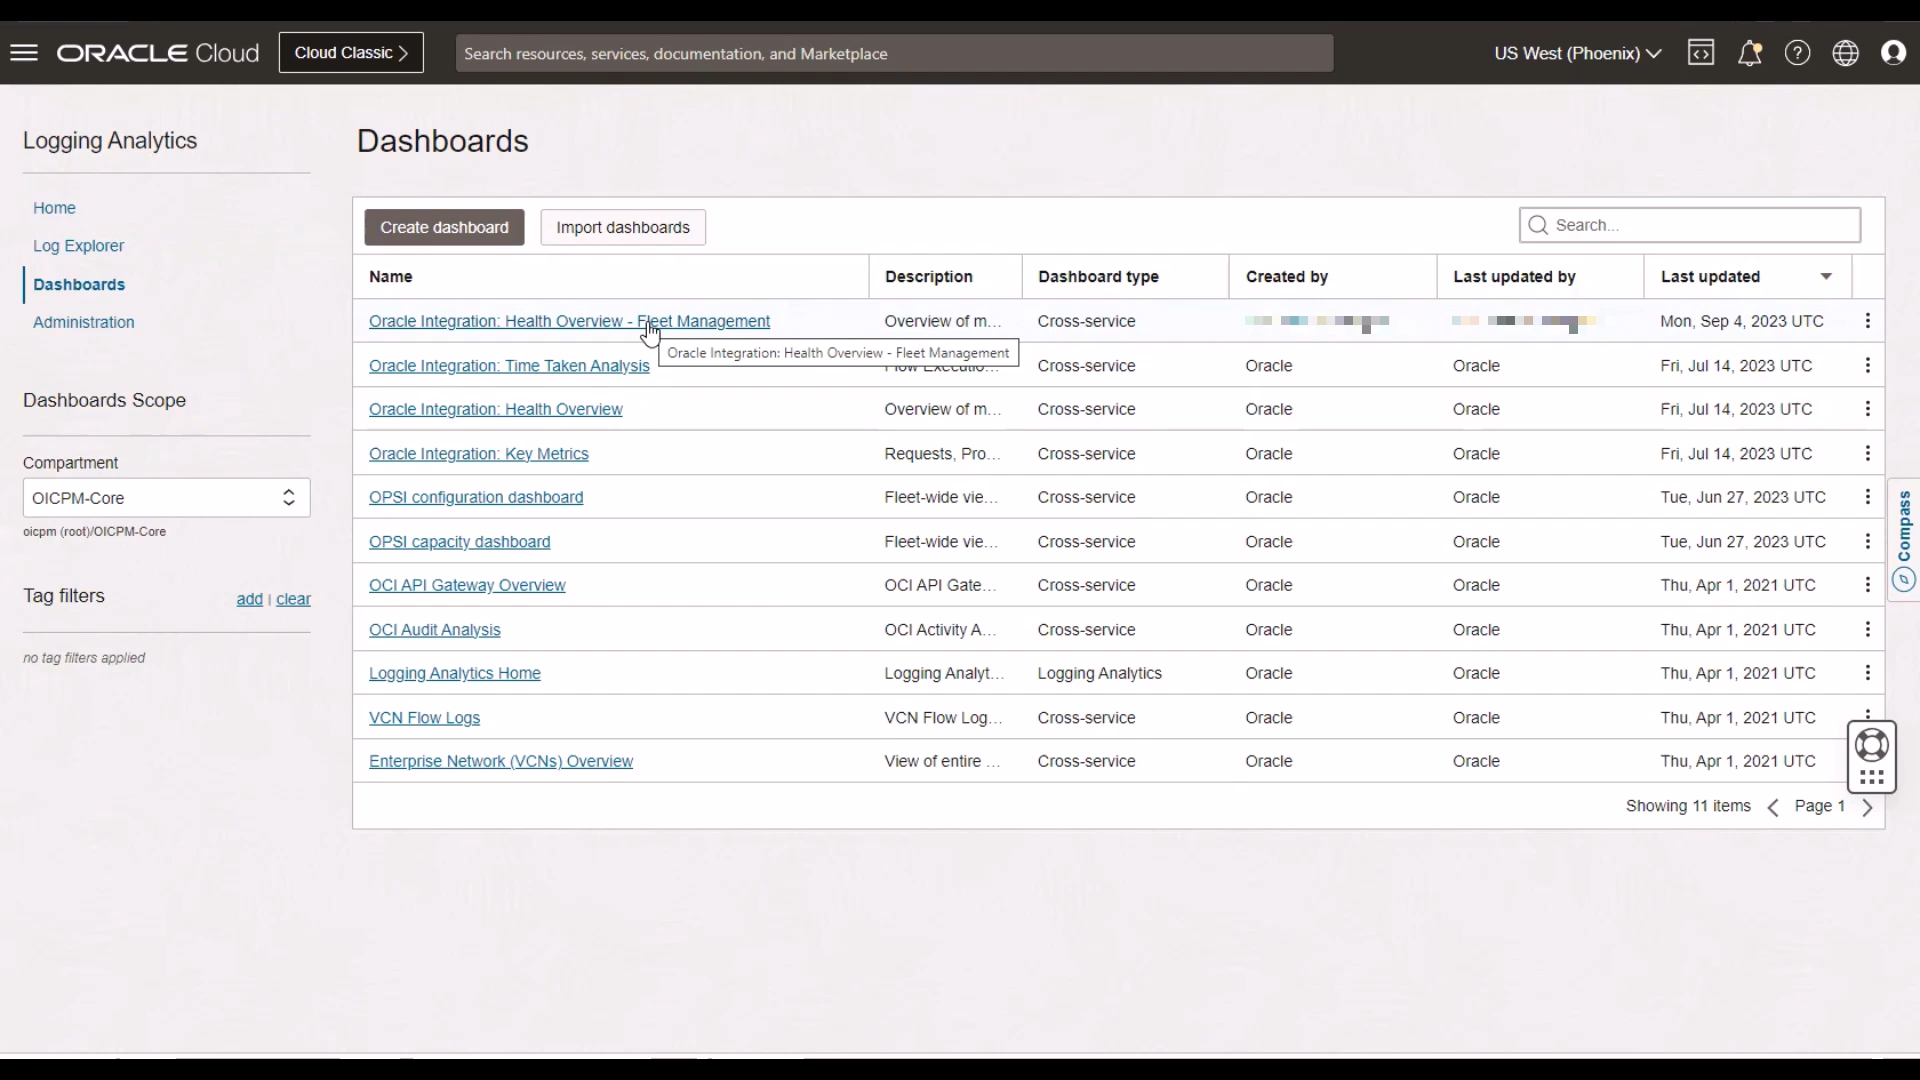 ORACLE Cloud
Cloud Classic
Search resources, services, documentation, and Marketplace
US West (Phoenix)
Logging Analytics
Home
Log Explorer
Dashboards
Administration
Dashboards Scope
Compartment
OICPM-Core
oicpm (root)/OICPM-Core
Tag filters
add | clear
no tag filters applied
Dashboards
Create dashboard
Import dashboards
Search...
Name Description Dashboard type Created by Last updated by Last updated
Oracle Integration: Health Overview - Fleet Management Overview of m... Cross-service Mon, Sep 4, 2023 UTC
Oracle Integration: Health Overview - Fleet Management
Oracle Integration: Time Taken Analysis Flow Executio... Cross-service Oracle Oracle Fri, Jul 14, 2023 UTC
Oracle Integration: Health Overview Overview of m... Cross-service Oracle Oracle Fri, Jul 14, 2023 UTC
Oracle Integration: Key Metrics Requests, Pro... Cross-service Oracle Oracle Fri, Jul 14, 2023 UTC
OPSI configuration dashboard Fleet-wide vie... Cross-service Oracle Oracle Tue, Jun 27, 2023 UTC
OPSI capacity dashboard Fleet-wide vie... Cross-service Oracle Oracle Tue, Jun 27, 2023 UTC
OCI API Gateway Overview OCI API Gate... Cross-service Oracle Oracle Thu, Apr 1, 2021 UTC
OCI Audit Analysis OCI Activity A... Cross-service Oracle Oracle Thu, Apr 1, 2021 UTC
Logging Analytics Home Logging Analyt... Logging Analytics Oracle Oracle Thu, Apr 1, 2021 UTC
VCN Flow Logs VCN Flow Log... Cross-service Oracle Oracle Thu, Apr 1, 2021 UTC
Enterprise Network (VCNs) Overview View of entire ... Cross-service Oracle Oracle Thu, Apr 1, 2021 UTC
Showing 11 items Page 1
Compass